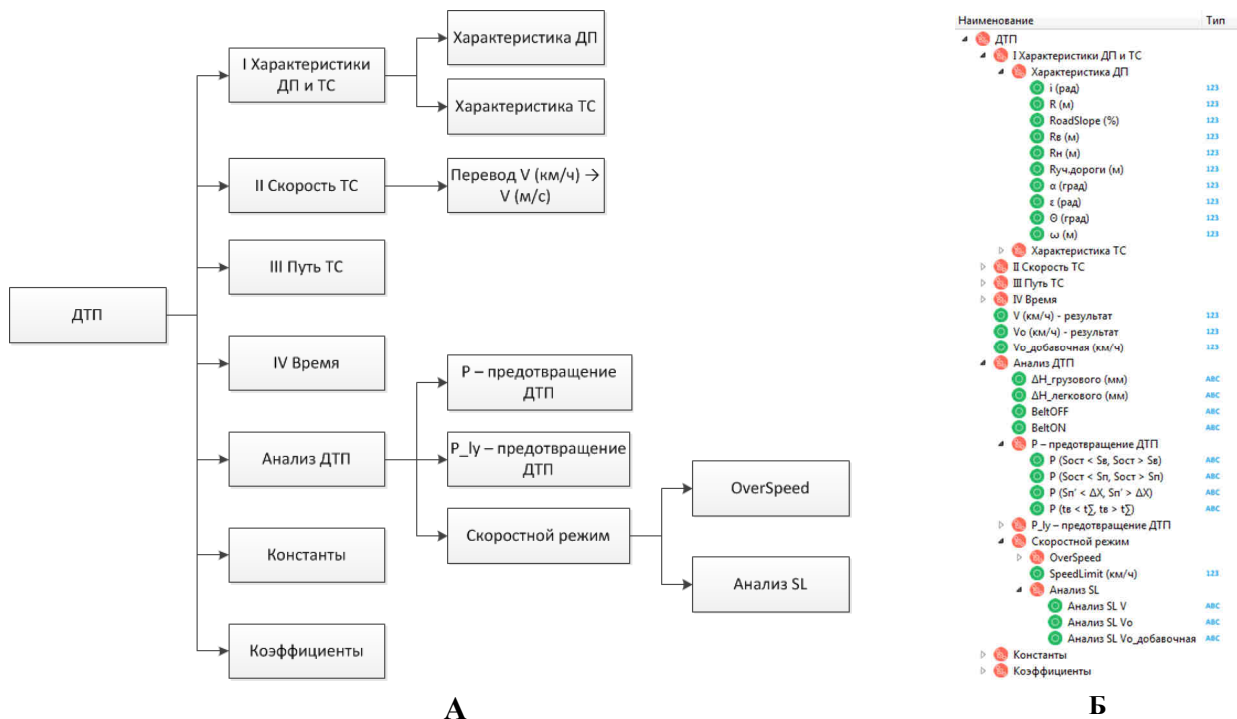 ДТП
I Характеристики
ДП и ТС
Характеристика ДП
Характеристика ТС
II Скорость ТС
Перевод V (км/ч) →
V (м/с)
III Путь ТС
IV Время
Анализ ДТП
P – предотвращение
ДТП
P_ly – предотвращение
ДТП
Скоростной режим
OverSpeed
Анализ SL
Константы
Коэффициенты
А
Наименование Тип
ДТП
I Характеристики ДП и ТС
Характеристика ДП
i (рад) 123
R (м) 123
RoadSlope (%) 123
Rв (м) 123
Rн (м) 123
Rуч.дороги (м) 123
α (град) 123
ε (рад) 123
Θ (град) 123
ω (м) 123
Характеристика ТС
II Скорость ТС
III Путь ТС
IV Время
V (км/ч) - результат 123
Vo (км/ч) - результат 123
Vo_добавочная (км/ч) 123
Анализ ДТП
ΔH_грузового (мм) ABC
ΔH_легкового (мм) ABC
BeltOFF ABC
BeltON ABC
P – предотвращение ДТП
P (Sост < Sв, Sост > Sв) ABC
P (Sост < Sп, Sост > Sп) ABC
P (Sп' < ΔX, Sп' > ΔX) ABC
P (tв < t∑, tв > t∑) ABC
P_ly – предотвращение ДТП
Скоростной режим
OverSpeed
SpeedLimit (км/ч) 123
Анализ SL
Анализ SL V ABC
Анализ SL Vo ABC
Анализ SL Vo_добавочная ABC
Константы
Коэффициенты
Б